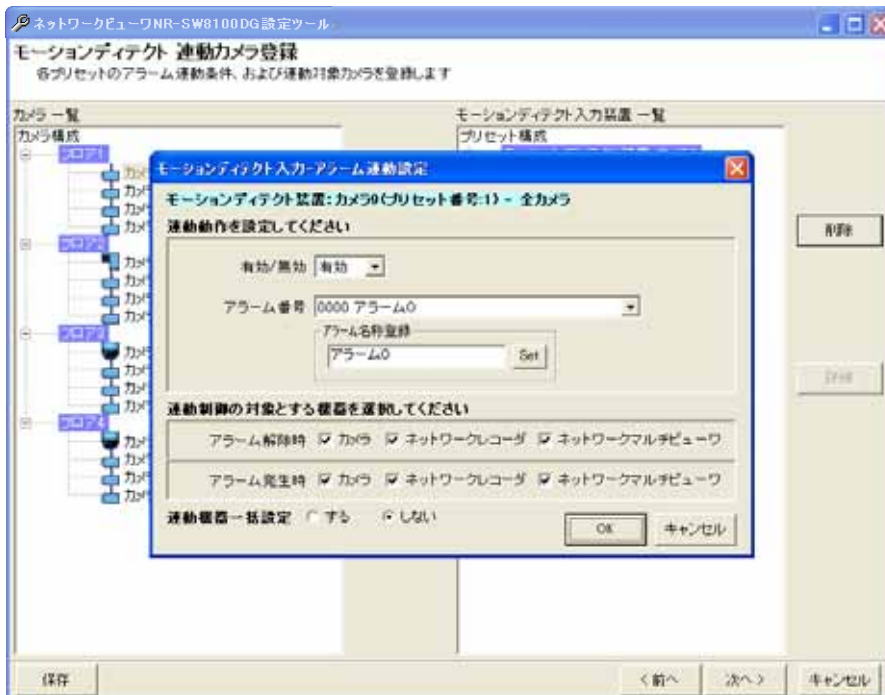 ネットワークビューワNR-SW8100DG設定ツール
モーションディテクト 連動カメラ登録
各プリセットのアラーム連動条件、および連動対象カメラを登録します
カメラ 一覧
モーションディテクト入力装置 一覧
カメラ構成
プリセット構成
フロア1
フロア3
フロア4
モーションディテクト入力-アラーム連動設定
モーションディテクト装置:カメラ0(プリセット番号:1) - 全カメラ
連動動作を設定してください
有効/無効 有効
アラーム番号 0000 アラーム0
アラーム名称登録
アラーム0 Set
連動制御の対象とする機器を選択してください
アラーム解除時 カメラ ネットワークレコーダ ネットワークマルチビューワ
アラーム発生時 カメラ ネットワークレコーダ ネットワークマルチビューワ
連動機器一括設定 する しない
OK キャンセル
削除
保存 <前へ 次へ> キャンセル